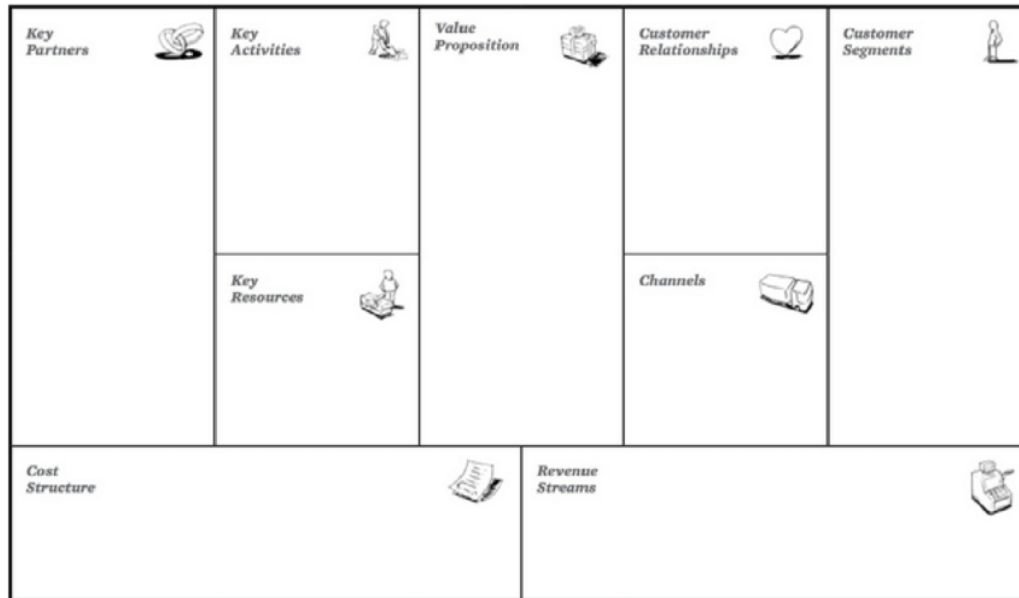 Key
Partners
Key
Activities
Value
Proposition
Customer
Relationships
Customer
Segments
Key
Resources
Channels
Cost
Structure
Revenue
Streams